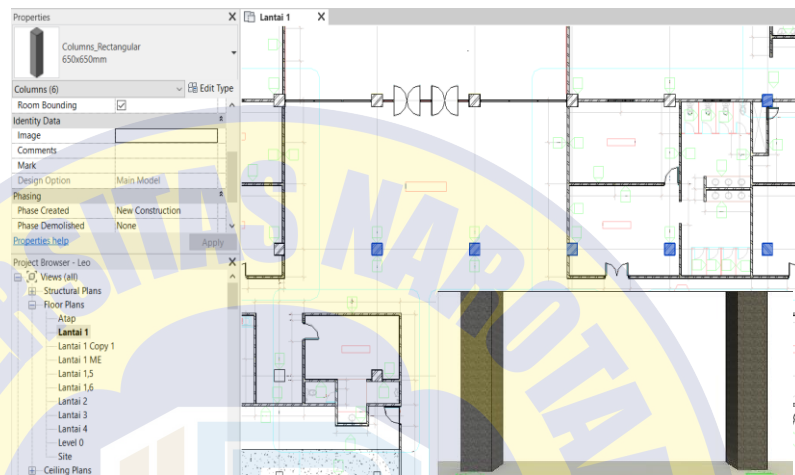 Properties
X
Lantai 1
X
Columns_Rectangular
650x650mm
Columns (6)
Edit Type
Room Bounding
Identity Data
Image
Comments
Mark
Design Option
Main Model
Phasing
Phase Created
New Construction
Phase Demolished
None
Properties help
Apply
Project Browser - Leo
X
Views (all)
Structural Plans
Floor Plans
Atap
Lantai 1
Lantai 1 Copy 1
Lantai 1 ME
Lantai 1,5
Lantai 1,6
Lantai 2
Lantai 3
Lantai 4
Level 0
Site
Ceiling Plans
ERSITAS NAROTA